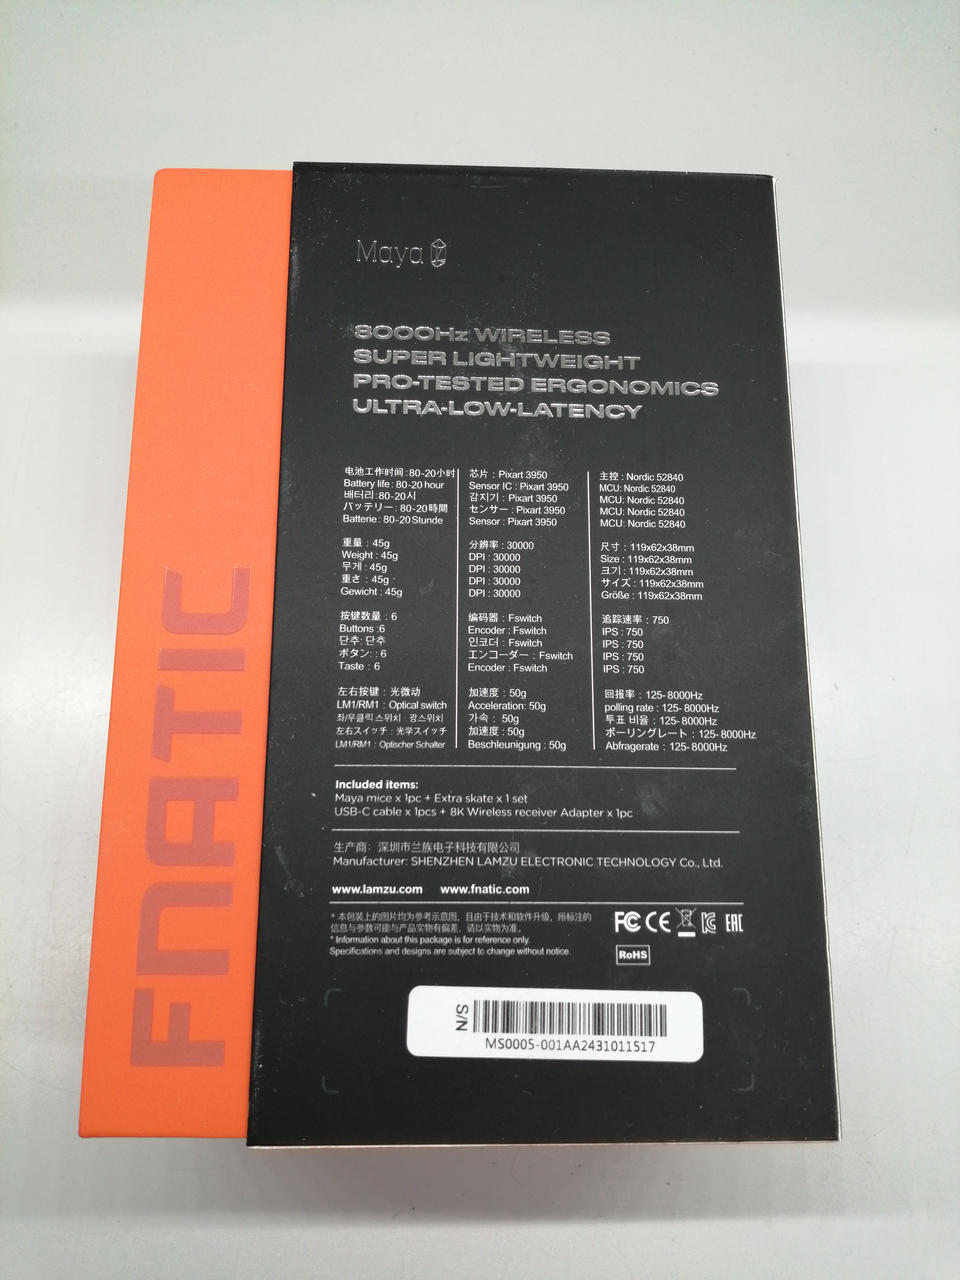 FNATIC
Maya
8000Hz WIRELESS
SUPER LIGHTWEIGHT
PRO-TESTED ERGONOMICS
ULTRA-LOW-LATENCY
电池工作时间 : 80-20小时
Battery life : 80-20 hour
배터리 : 80-20시
バッテリー : 80-20時間
Batterie : 80-20 Stunde
重量 : 45g
Weight : 45g
무게 : 45g
重さ : 45g
Gewicht : 45g
按键数量 : 6
Buttons :6
단추: 단추
ボタン: : 6
Taste : 6
左右按键 : 光微动
LM1/RM1 : Optical switch
좌/우클릭 스위치 : 광스위치
左右スイッチ : 光学スイッチ
LM1/RM1 : Optischer Schalter
芯片 : Pixart 3950
Sensor IC : Pixart 3950
감지기 : Pixart 3950
センサー : Pixart 3950
Sensor : Pixart 3950
分辨率 : 30000
DPI : 30000
DPI : 30000
DPI : 30000
DPI : 30000
编码器 : Fswitch
Encoder : Fswitch
인코더 : Fswitch
エンコーダー : Fswitch
Encoder : Fswitch
加速度 : 50g
Acceleration: 50g
가속 : 50g
加速度 : 50g
Beschleunigung : 50g
主控 : Nordic 52840
MCU: Nordic 52840
MCU: Nordic 52840
MCU: Nordic 52840
MCU: Nordic 52840
尺寸 : 119x62x38mm
Size : 119x62x38mm
크기 : 119x62x38mm
サイズ : 119x62x38mm
Größe : 119x62x38mm
追踪速率 : 750
IPS : 750
IPS : 750
IPS : 750
IPS : 750
回报率 : 125- 8000Hz
polling rate : 125- 8000Hz
투표 비율 : 125- 8000Hz
ポーリングレート : 125- 8000Hz
Abfragerate : 125- 8000Hz
Included items:
Maya mice x 1pc + Extra skate x 1 set
USB-C cable x 1pcs + 8K Wireless receiver Adapter x 1pc
生产商: 深圳市兰族电子科技有限公司
Manufacturer: SHENZHEN LAMZU ELECTRONIC TECHNOLOGY Co., Ltd.
www.lamzu.com www.fnatic.com
* 本包装上的图片均为参考示意图, 且由于技术和软件升级, 所标注的
信息与参数可能与产品实物有偏差, 请以实物为准。
* Information about this package is for reference only.
Specifications and designs are subject to change without notice.
FC CE EAC
RoHS
S/N
MS0005-001AA2431011517